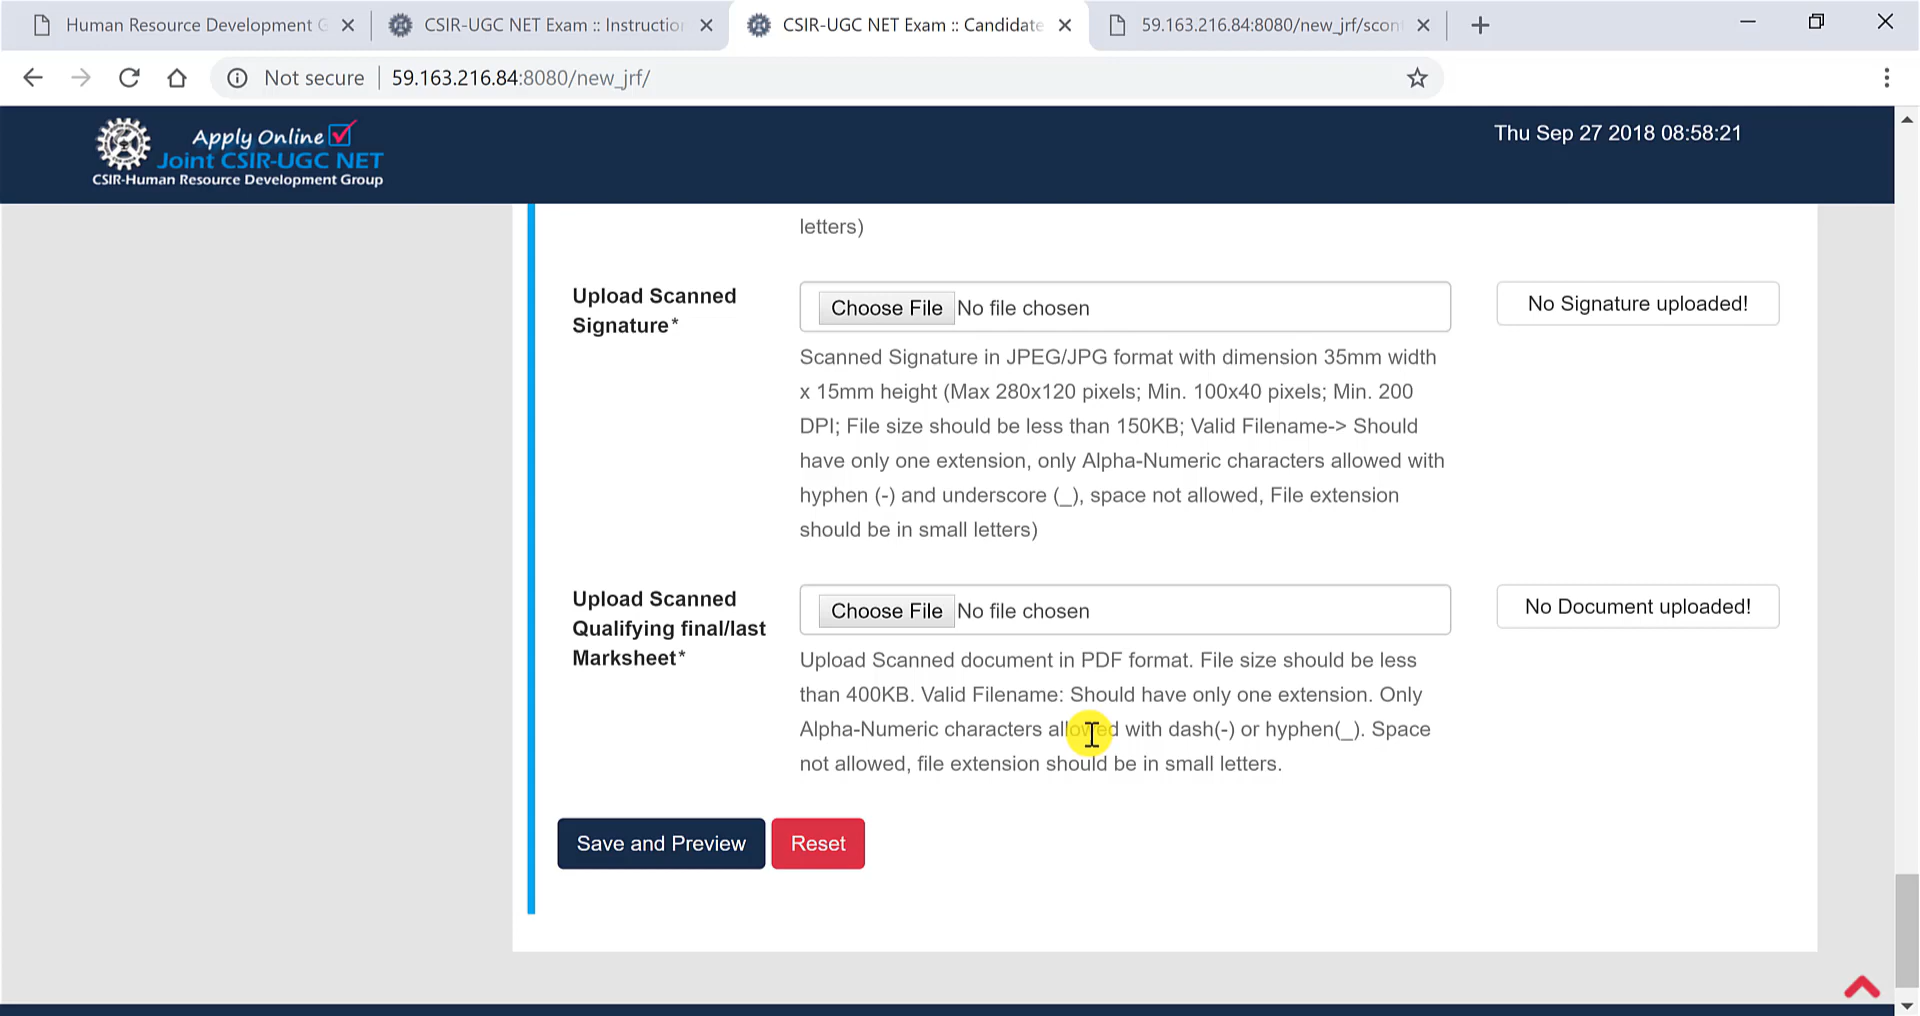 Human Resource Development G
CSIR-UGC NET Exam :: Instruction
CSIR-UGC NET Exam :: Candidate
59.163.216.84:8080/new_jrf/scon
Not secure
59.163.216.84:8080/new_jrf/
Apply Online
Joint CSIR-UGC NET
CSIR-Human Resource Development Group
Thu Sep 27 2018 08:58:21
letters)
Upload Scanned
Signature*
Choose File No file chosen
No Signature uploaded!
Scanned Signature in JPEG/JPG format with dimension 35mm width
x 15mm height (Max 280x120 pixels; Min. 100x40 pixels; Min. 200
DPI; File size should be less than 150KB; Valid Filename-> Should
have only one extension, only Alpha-Numeric characters allowed with
hyphen (-) and underscore (_), space not allowed, File extension
should be in small letters)
Upload Scanned
Qualifying final/last
Marksheet*
Choose File No file chosen
No Document uploaded!
Upload Scanned document in PDF format. File size should be less
than 400KB. Valid Filename: Should have only one extension. Only
Alpha-Numeric characters allowed with dash(-) or hyphen(_). Space
not allowed, file extension should be in small letters.
Save and Preview
Reset